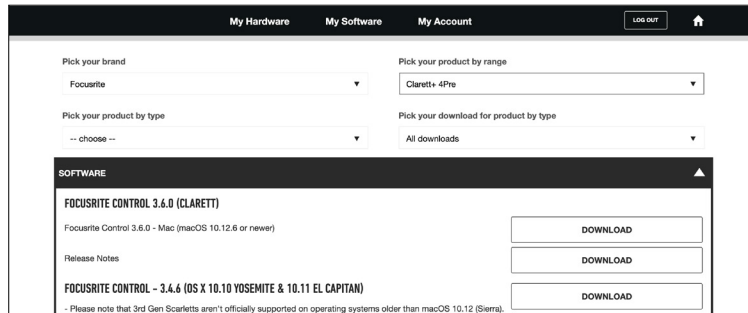 My Hardware My Software My Account LOG OUT
Pick your brand Pick your product by range
Focusrite Clarett+ 4Pre
Pick your product by type Pick your download for product by type
-- choose -- All downloads
SOFTWARE
FOCUSRITE CONTROL 3.6.0 (CLARETT)
Focusrite Control 3.6.0 - Mac (macOS 10.12.6 or newer) DOWNLOAD
Release Notes DOWNLOAD
FOCUSRITE CONTROL - 3.4.6 (OS X 10.10 YOSEMITE & 10.11 EL CAPITAN) DOWNLOAD
- Please note that 3rd Gen Scarletts aren't officially supported on operating systems older than macOS 10.12 (Sierra).